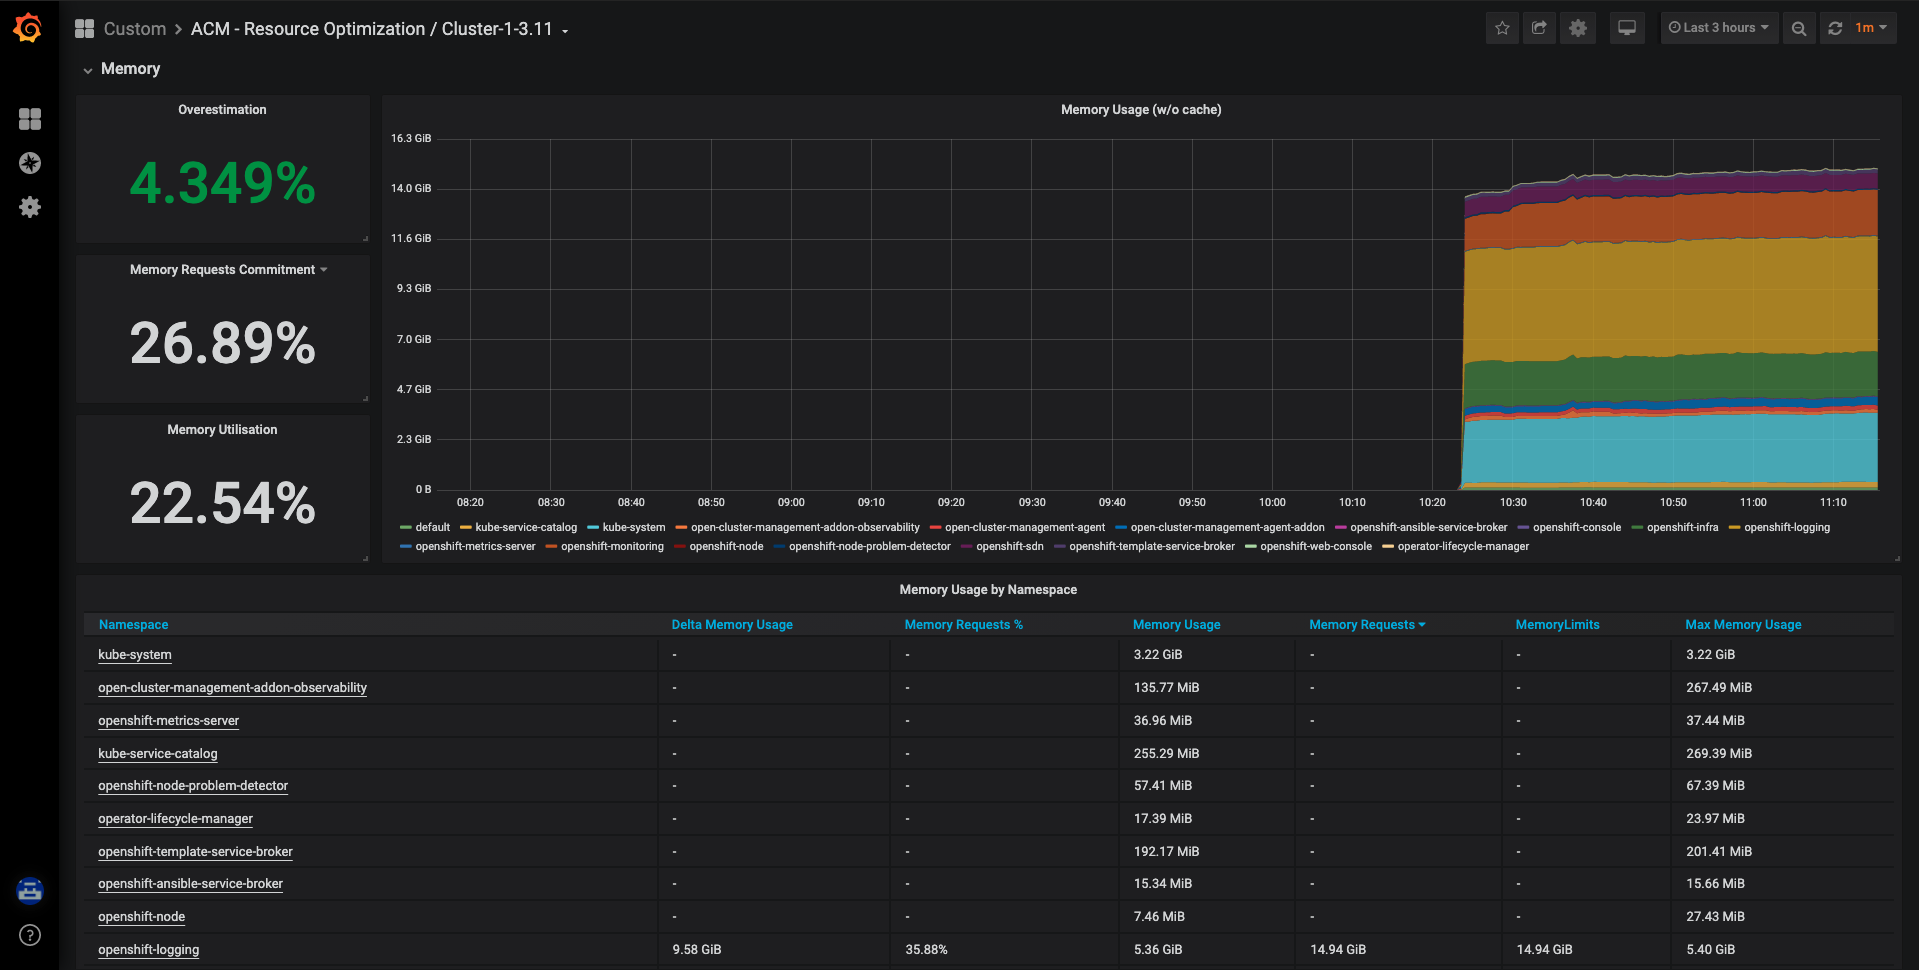 Custom > ACM - Resource Optimization / Cluster-1-3.11
Last 3 hours
1m
Memory
Overestimation
4.349%
Memory Requests Commitment
26.89%
Memory Utilisation
22.54%
Memory Usage (w/o cache)
16.3 GiB
14.0 GiB
11.6 GiB
9.3 GiB
7.0 GiB
4.7 GiB
2.3 GiB
0 B
08:20 08:30 08:40 08:50 09:00 09:10 09:20 09:30 09:40 09:50 10:00 10:10 10:20 10:30 10:40 10:50 11:00 11:10
default kube-service-catalog kube-system open-cluster-management-addon-observability open-cluster-management-agent open-cluster-management-agent-addon openshift-ansible-service-broker openshift-console openshift-infra openshift-logging
openshift-metrics-server openshift-monitoring openshift-node openshift-node-problem-detector openshift-sdn openshift-template-service-broker openshift-web-console operator-lifecycle-manager
Memory Usage by Namespace
Namespace Delta Memory Usage Memory Requests % Memory Usage Memory Requests MemoryLimits Max Memory Usage
kube-system - - 3.22 GiB - - 3.22 GiB
open-cluster-management-addon-observability - - 135.77 MiB - - 267.49 MiB
openshift-metrics-server - - 36.96 MiB - - 37.44 MiB
kube-service-catalog - - 255.29 MiB - - 269.39 MiB
openshift-node-problem-detector - - 57.41 MiB - - 67.39 MiB
operator-lifecycle-manager - - 17.39 MiB - - 23.97 MiB
openshift-template-service-broker - - 192.17 MiB - - 201.41 MiB
openshift-ansible-service-broker - - 15.34 MiB - - 15.66 MiB
openshift-node - - 7.46 MiB - - 27.43 MiB
openshift-logging 9.58 GiB 35.88% 5.36 GiB 14.94 GiB 14.94 GiB 5.40 GiB